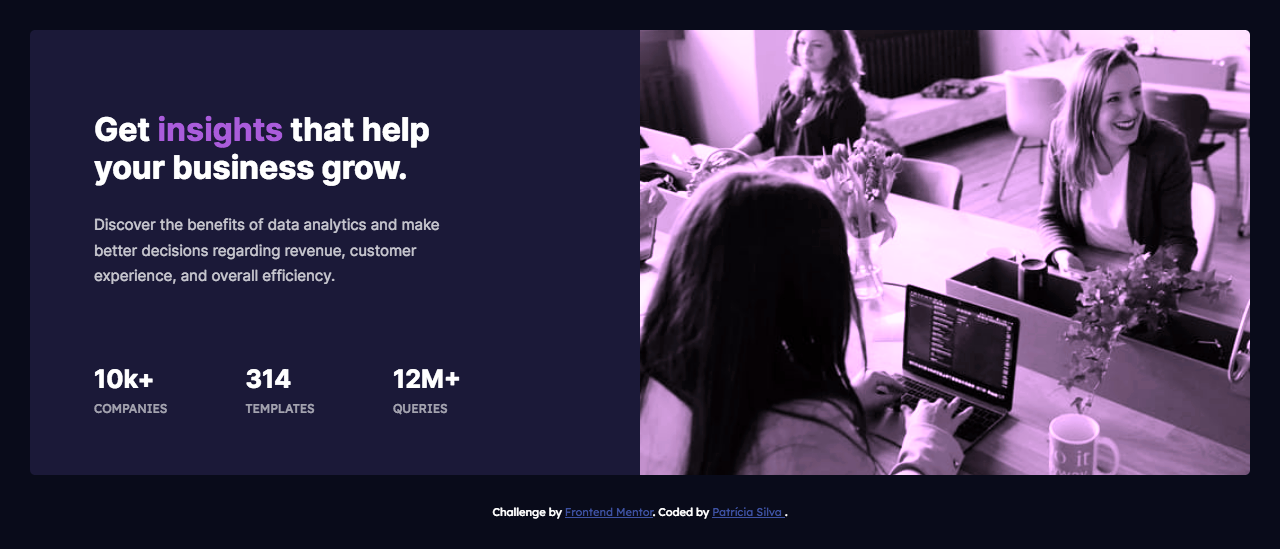 Get insights that help
your business grow.
Discover the benefits of data analytics and make
better decisions regarding revenue, customer
experience, and overall efficiency.
10k+ 314 12M+
COMPANIES TEMPLATES QUERIES
o it
Challenge by Frontend Mentor. Coded by Patrícia Silva .